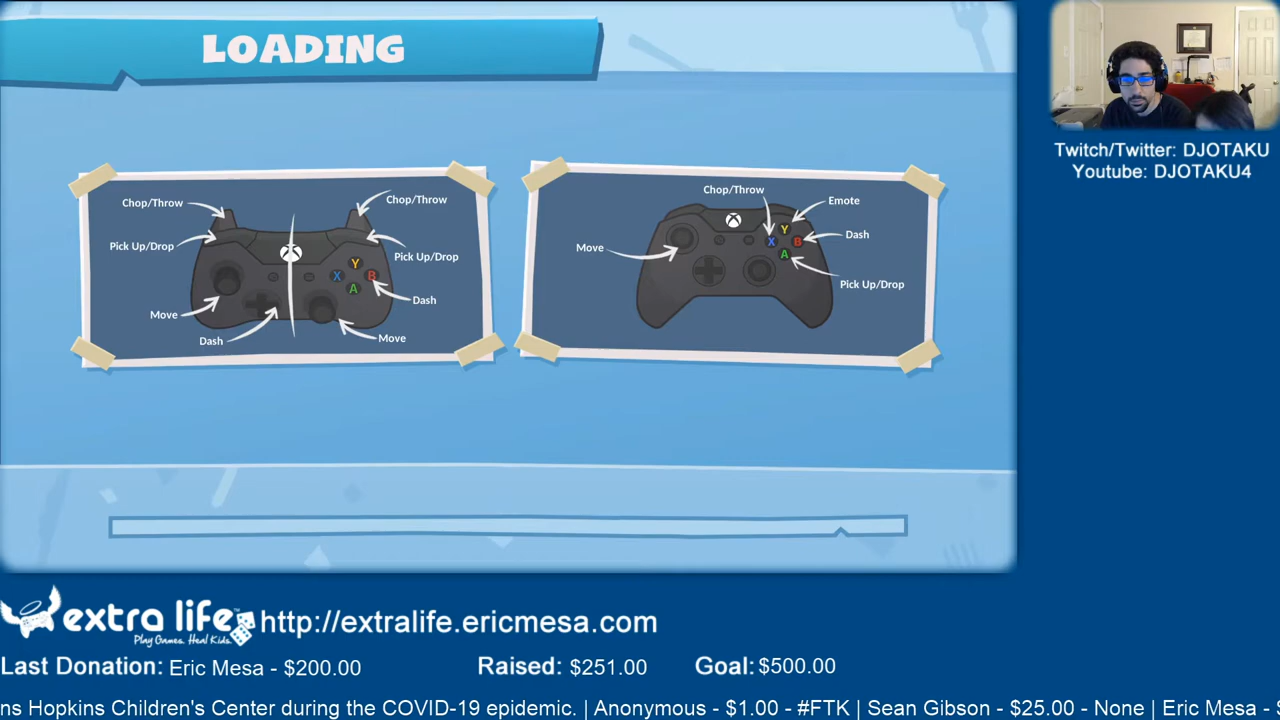 LOADING
Chop/Throw
Pick Up/Drop
Move
Dash
Chop/Throw
Pick Up/Drop
Dash
Move
Y
X
B
A
Chop/Throw
Emote
Move
Dash
Pick Up/Drop
Y
X
B
A
Twitch/Twitter: DJOTAKU
Youtube: DJOTAKU4
extra life
Play Games. Heal Kids.
http://extralife.ericmesa.com
Last Donation: Eric Mesa - $200.00
Raised: $251.00
Goal: $500.00
ns Hopkins Children's Center during the COVID-19 epidemic. | Anonymous - $1.00 - #FTK | Sean Gibson - $25.00 - None | Eric Mesa -